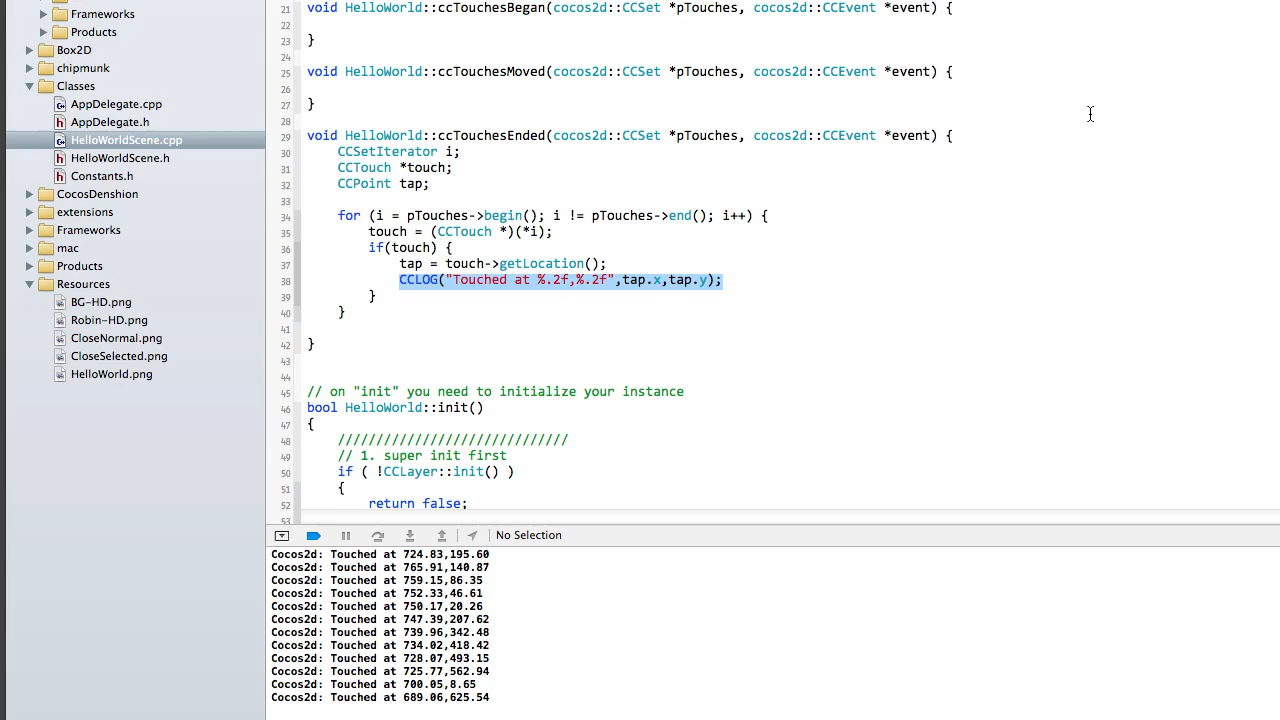 Frameworks
Products
Box2D
chipmunk
Classes
AppDelegate.cpp
AppDelegate.h
HelloWorldScene.cpp
HelloWorldScene.h
Constants.h
CocosDenshion
extensions
Frameworks
mac
Products
Resources
BG-HD.png
Robin-HD.png
CloseNormal.png
CloseSelected.png
HelloWorld.png
21 void HelloWorld::ccTouchesBegan(cocos2d::CCSet *pTouches, cocos2d::CCEvent *event) {
22
23 }
24
25 void HelloWorld::ccTouchesMoved(cocos2d::CCSet *pTouches, cocos2d::CCEvent *event) {
26
27 }
28
29 void HelloWorld::ccTouchesEnded(cocos2d::CCSet *pTouches, cocos2d::CCEvent *event) {
30 CCSetIterator i;
31 CCTouch *touch;
32 CCPoint tap;
33
34 for (i = pTouches->begin(); i != pTouches->end(); i++) {
35 touch = (CCTouch *)(*i);
36 if(touch) {
37 tap = touch->getLocation();
38 CCLOG("Touched at %.2f,%.2f",tap.x,tap.y);
39 }
40 }
41
42 }
43
44
45 // on "init" you need to initialize your instance
46 bool HelloWorld::init()
47 {
48 //////////////////////////////
49 // 1. super init first
50 if ( !CCLayer::init() )
51 {
52 return false;
53
No Selection
Cocos2d: Touched at 724.83,195.60
Cocos2d: Touched at 765.91,140.87
Cocos2d: Touched at 759.15,86.35
Cocos2d: Touched at 752.33,46.61
Cocos2d: Touched at 750.17,20.26
Cocos2d: Touched at 747.39,207.62
Cocos2d: Touched at 739.96,342.48
Cocos2d: Touched at 734.02,418.42
Cocos2d: Touched at 728.07,493.15
Cocos2d: Touched at 725.77,562.94
Cocos2d: Touched at 700.05,8.65
Cocos2d: Touched at 689.06,625.54